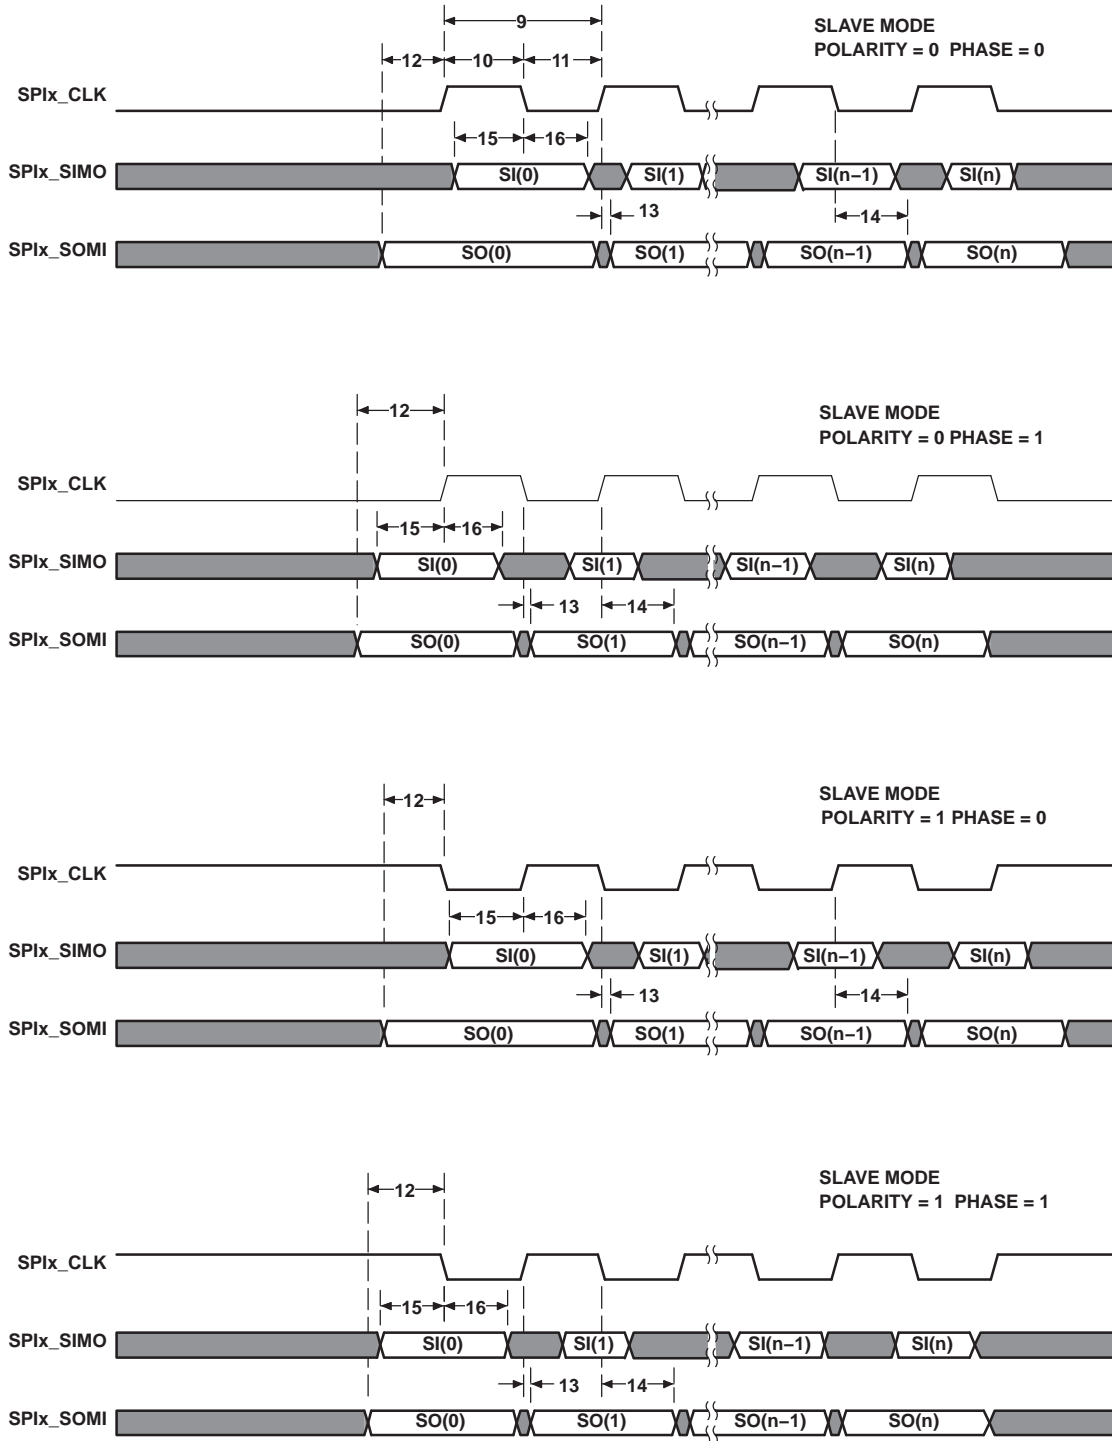 9
SLAVE MODE
POLARITY = 0 PHASE = 0
12 10 11
SPIx_CLK
15 16
SPIx_SIMO SI(0) SI(1) SI(n−1) SI(n)
13 14
SPIx_SOMI SO(0) SO(1) SO(n−1) SO(n)
12
SLAVE MODE
POLARITY = 0 PHASE = 1
SPIx_CLK
15 16
SPIx_SIMO SI(0) SI(1) SI(n−1) SI(n)
13 14
SPIx_SOMI SO(0) SO(1) SO(n−1) SO(n)
12
SLAVE MODE
POLARITY = 1 PHASE = 0
SPIx_CLK
15 16
SPIx_SIMO SI(0) SI(1) SI(n−1) SI(n)
13 14
SPIx_SOMI SO(0) SO(1) SO(n−1) SO(n)
12
SLAVE MODE
POLARITY = 1 PHASE = 1
SPIx_CLK
15 16
SPIx_SIMO SI(0) SI(1) SI(n−1) SI(n)
13 14
SPIx_SOMI SO(0) SO(1) SO(n−1) SO(n)